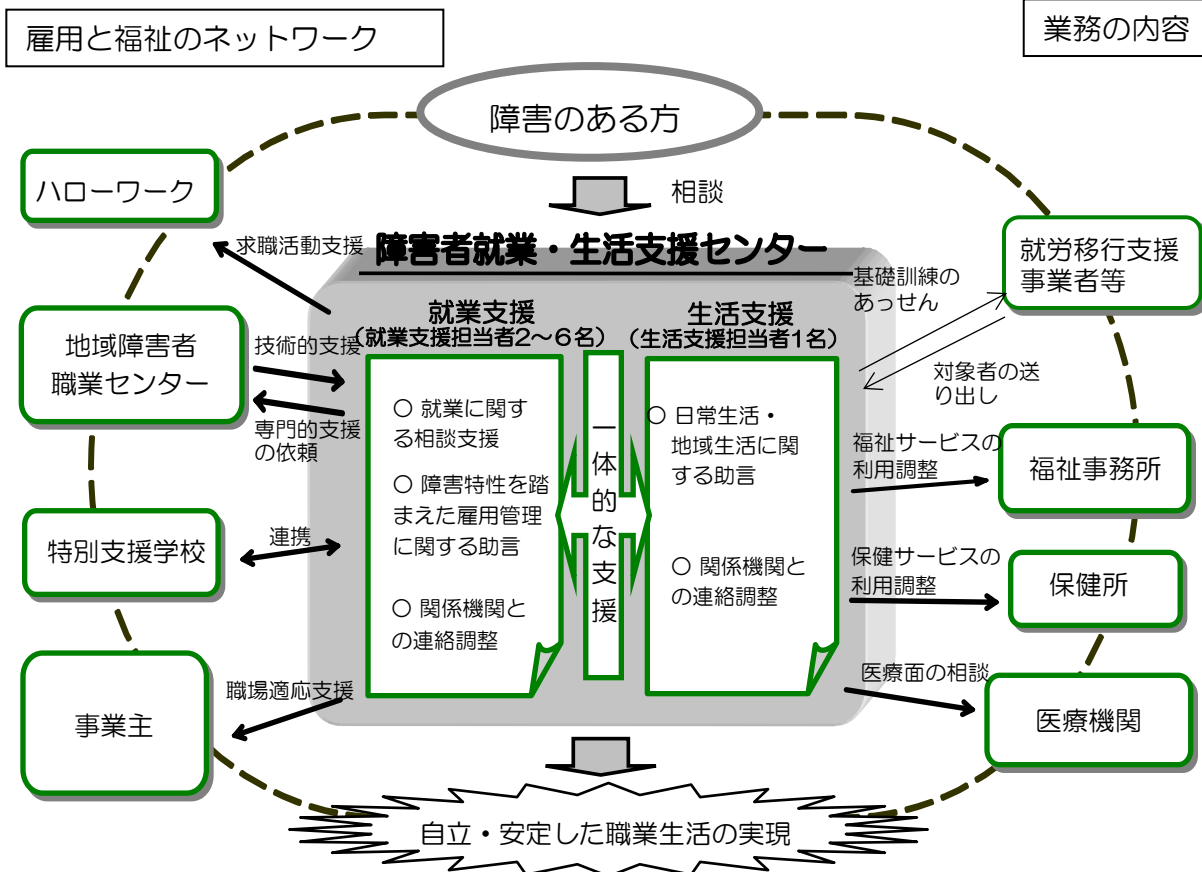 雇用と福祉のネットワーク
業務の内容
障害のある方
相談
ハローワーク
求職活動支援
障害者就業・生活支援センター
就労移行支援
事業者等
基礎訓練の
あっせん
対象者の送
り出し
地域障害者
職業センター
技術的支援
専門的支援
の依頼
就業支援
(就業支援担当者2~6名)
生活支援
(生活支援担当者1名)
○ 就業に関す
る相談支援
○ 障害特性を踏
まえた雇用管理
に関する助言
○ 関係機関と
の連絡調整
一体的な支援
○ 日常生活・
地域生活に関
する助言
○ 関係機関と
の連絡調整
福祉サービスの
利用調整
福祉事務所
特別支援学校
連携
保健サービスの
利用調整
保健所
事業主
職場適応支援
医療面の相談
医療機関
自立・安定した職業生活の実現